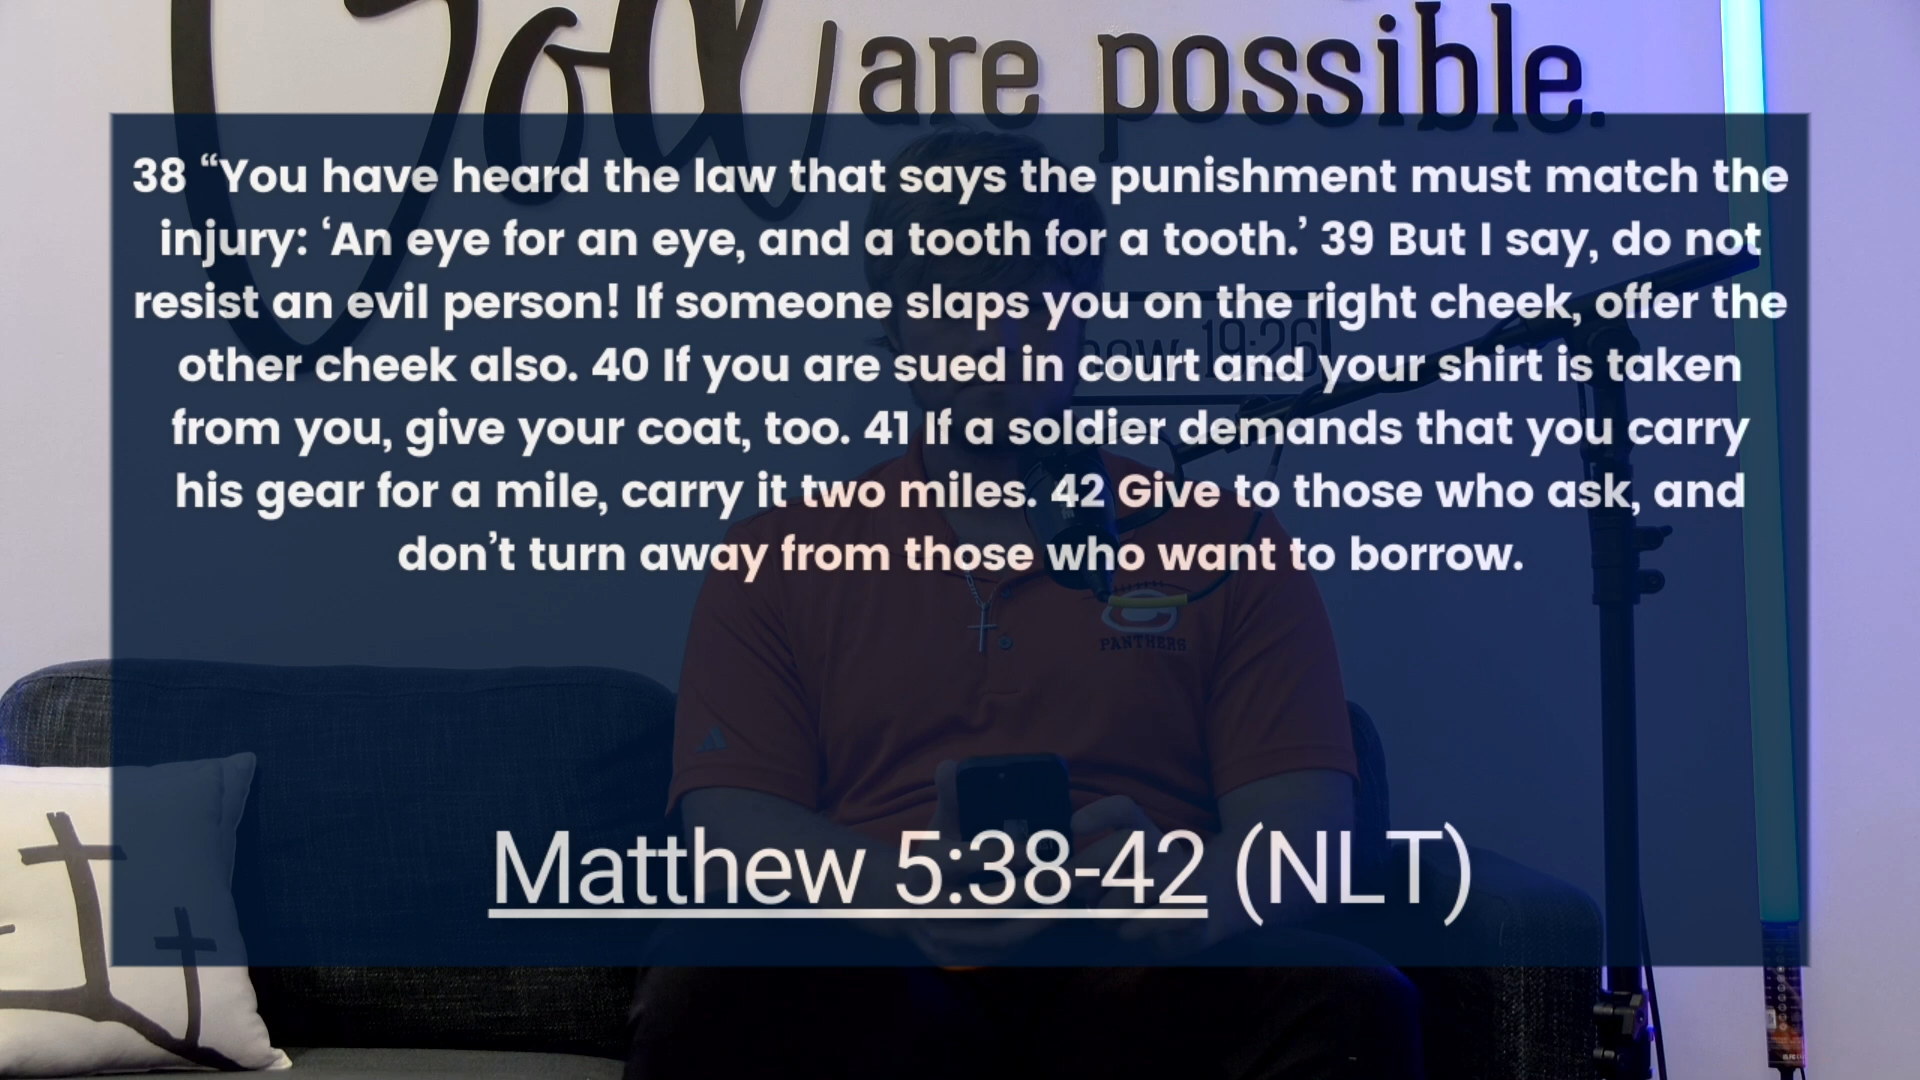 God are possible.
38 “You have heard the law that says the punishment must match the
injury: ‘An eye for an eye, and a tooth for a tooth.’ 39 But I say, do not
resist an evil person! If someone slaps you on the right cheek, offer the
other cheek also. 40 If you are sued in court and your shirt is taken
from you, give your coat, too. 41 If a soldier demands that you carry
his gear for a mile, carry it two miles. 42 Give to those who ask, and
don’t turn away from those who want to borrow.
19:26
G
PANTHERS
Matthew 5:38-42 (NLT)